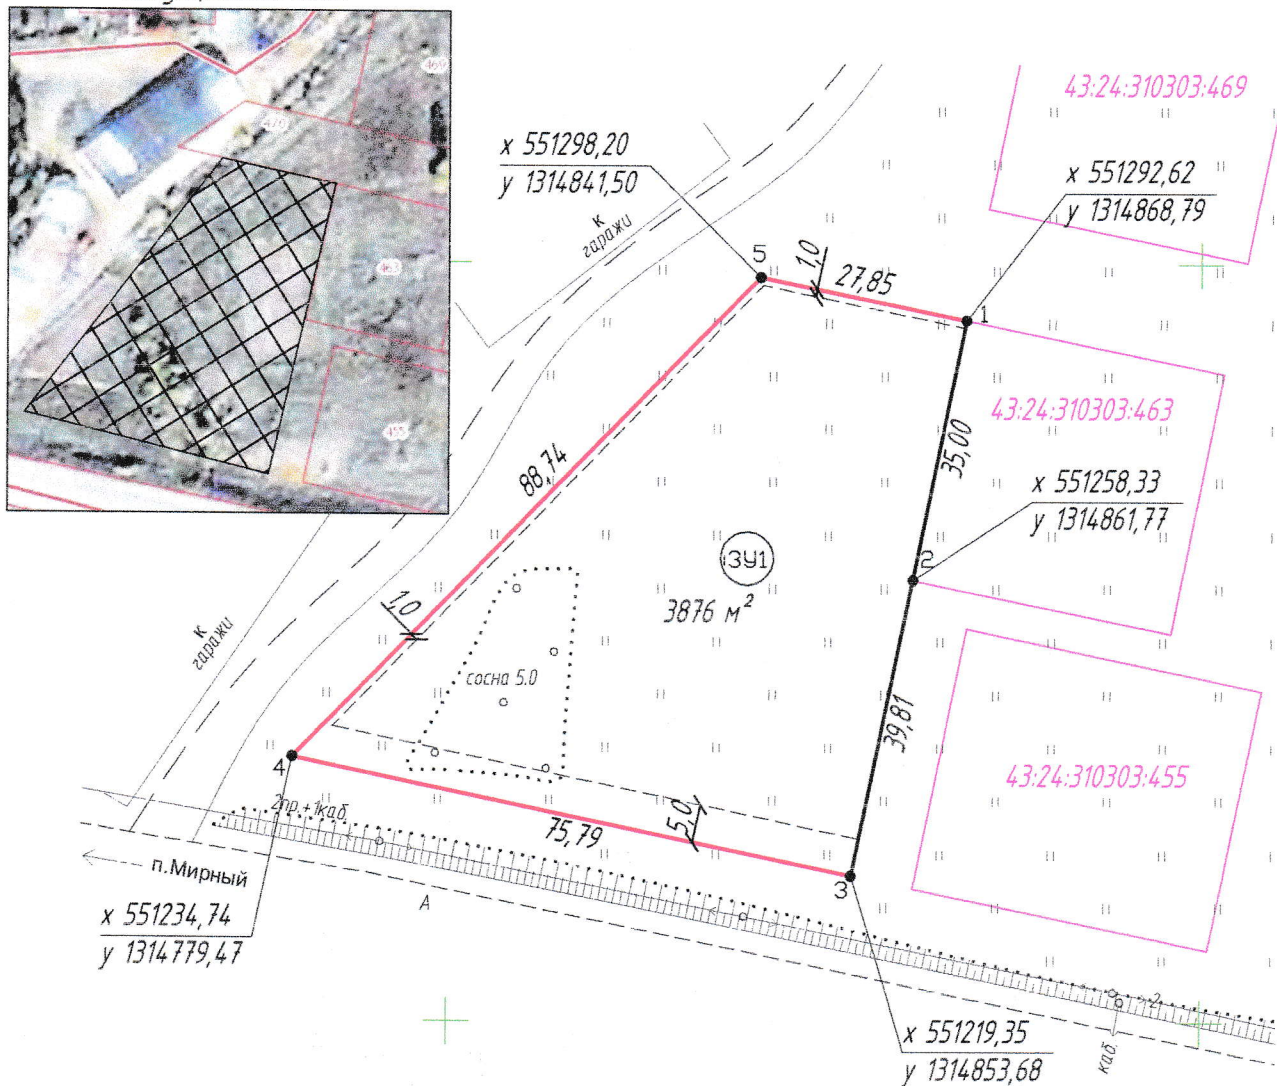 469
479
463
455
43:24:310303:469
x 551298,20
y 1314841,50
x 551292,62
y 1314868,79
к
гаражи
5
1,0
27,85
1
43:24:310303:463
35,00
88,74
x 551258,33
y 1314861,77
:ЗУ1
2
3876 м²
1,0
к
гаражи
сосна 5.0
39,81
43:24:310303:455
4
2пр.+1каб.
75,79
5,0
п.Мирный
А
3
x 551234,74
y 1314779,47
2
каб.
x 551219,35
y 1314853,68